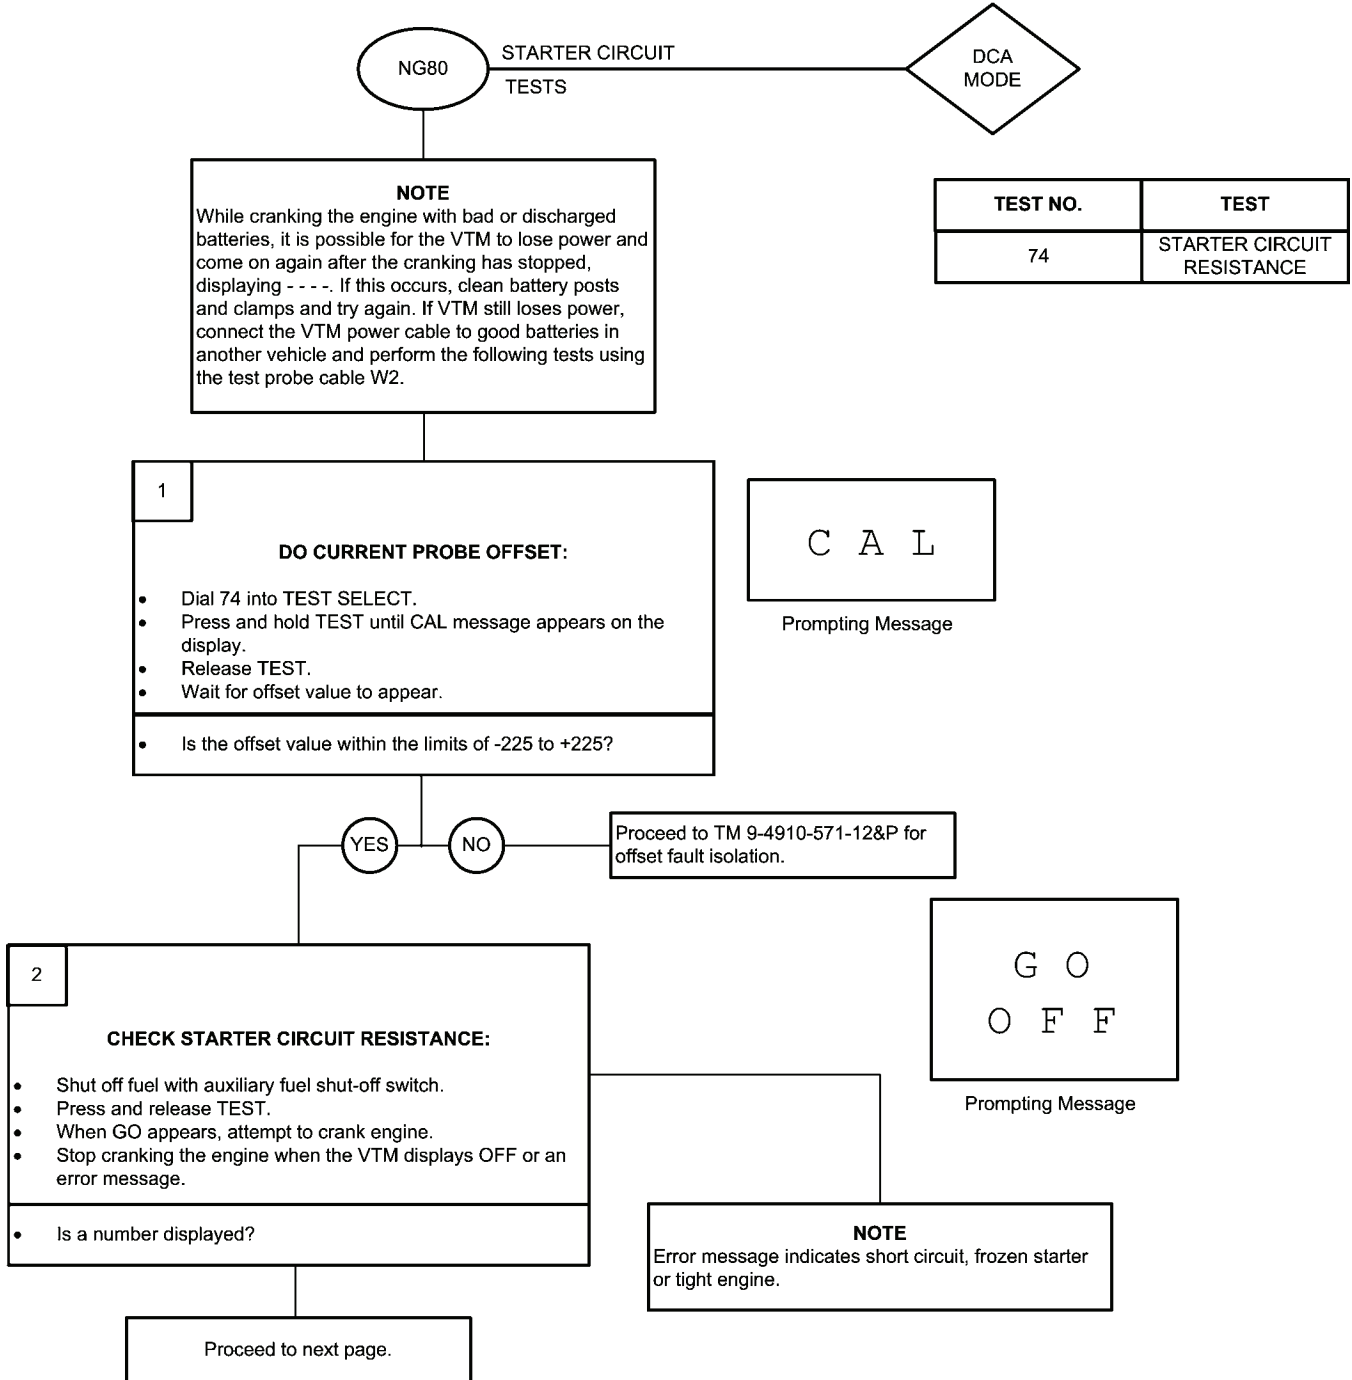 NG80
STARTER CIRCUIT
TESTS
DCA
MODE
NOTE
While cranking the engine with bad or discharged
batteries, it is possible for the VTM to lose power and
come on again after the cranking has stopped,
displaying - - - -. If this occurs, clean battery posts
and clamps and try again. If VTM still loses power,
connect the VTM power cable to good batteries in
another vehicle and perform the following tests using
the test probe cable W2.
TEST NO. TEST
74 STARTER CIRCUIT
RESISTANCE
1
DO CURRENT PROBE OFFSET:
• Dial 74 into TEST SELECT.
• Press and hold TEST until CAL message appears on the
display.
• Release TEST.
• Wait for offset value to appear.
• Is the offset value within the limits of -225 to +225?
C A L
Prompting Message
YES
NO
Proceed to TM 9-4910-571-12&P for
offset fault isolation.
2
CHECK STARTER CIRCUIT RESISTANCE:
• Shut off fuel with auxiliary fuel shut-off switch.
• Press and release TEST.
• When GO appears, attempt to crank engine.
• Stop cranking the engine when the VTM displays OFF or an
error message.
• Is a number displayed?
G O
O F F
Prompting Message
NOTE
Error message indicates short circuit, frozen starter
or tight engine.
Proceed to next page.